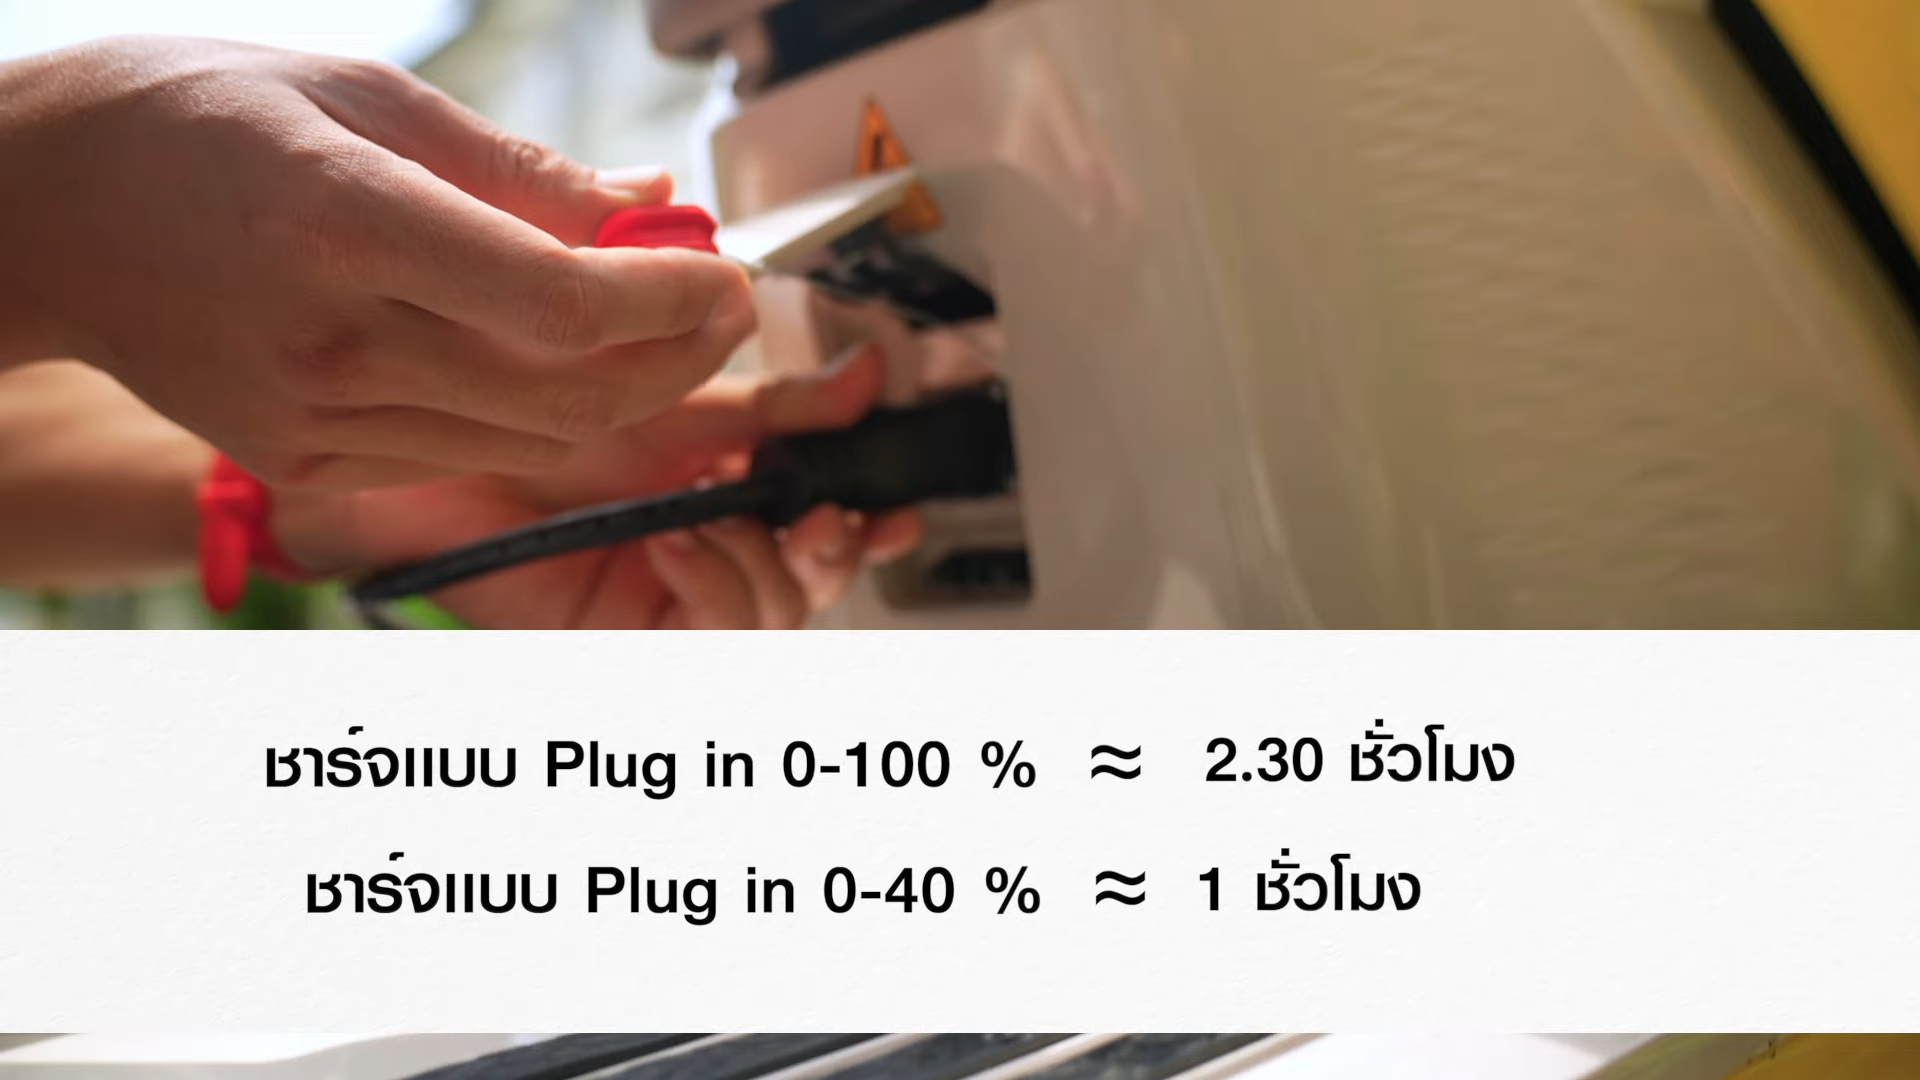 ชาร์จแบบ Plug in 0-100 % ≈ 2.30 ชั่วโมง
ชาร์จแบบ Plug in 0-40 % ≈ 1 ชั่วโมง